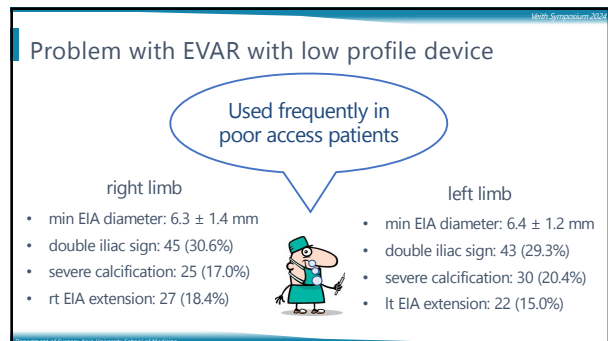 Veith Symposium 2024
Problem with EVAR with low profile device
Used frequently in
poor access patients
right limb
• min EIA diameter: 6.3 ± 1.4 mm
• double iliac sign: 45 (30.6%)
• severe calcification: 25 (17.0%)
• rt EIA extension: 27 (18.4%)
left limb
• min EIA diameter: 6.4 ± 1.2 mm
• double iliac sign: 43 (29.3%)
• severe calcification: 30 (20.4%)
• lt EIA extension: 22 (15.0%)